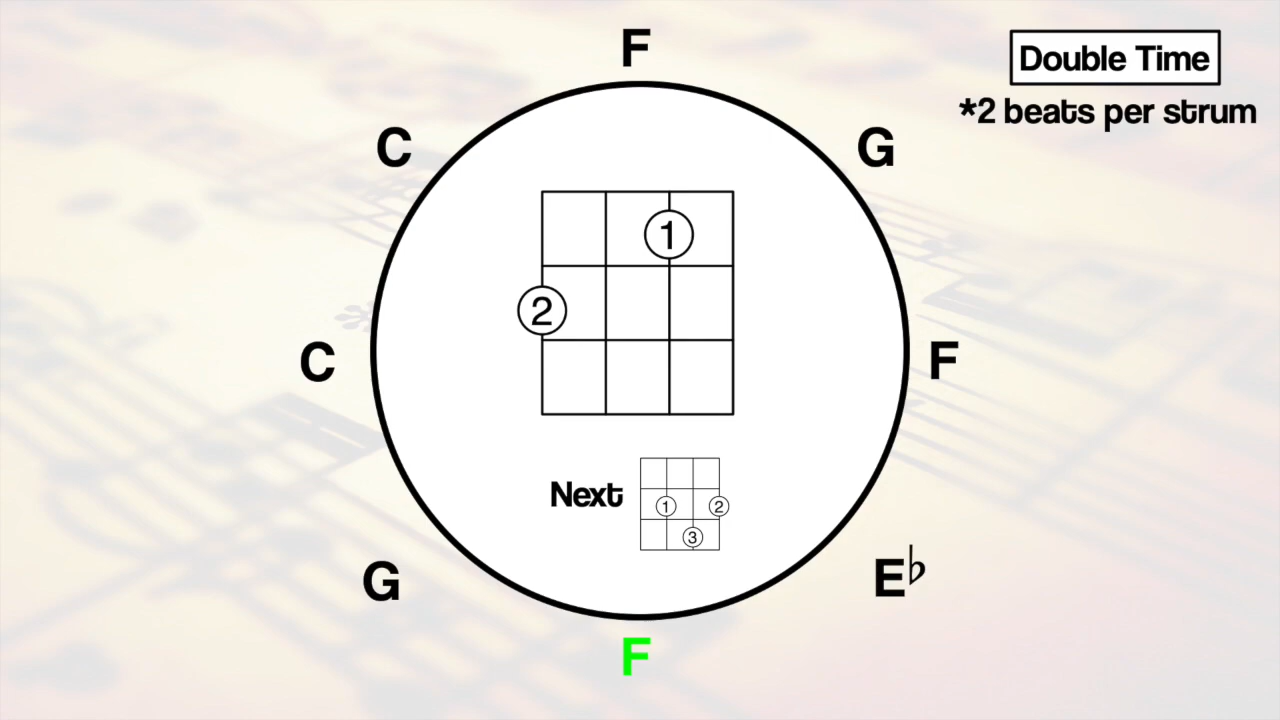 F
Double Time
*2 beats per strum
C
G
1
2
C
F
Next
1
2
3
G
E♭
F